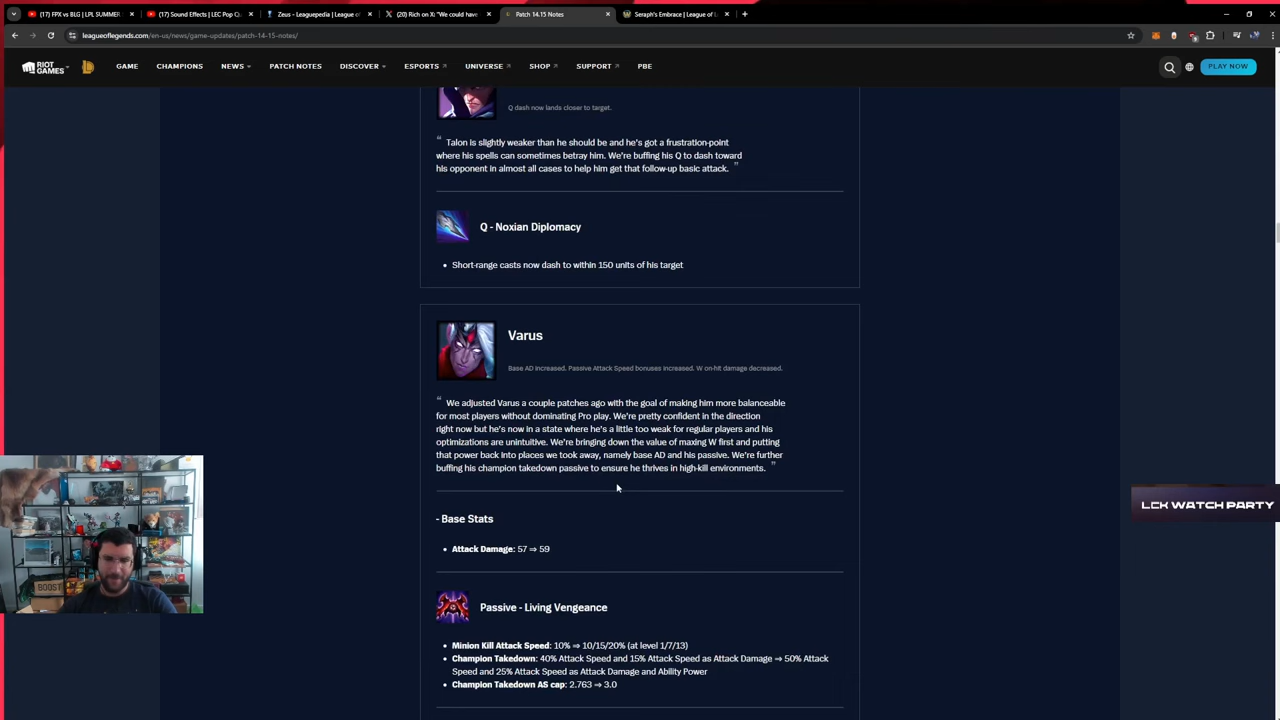 (17) FPX vs BLG | LPL SUMMER
(17) Sound Effects | LEC Pop C
Zeus - Leaguepedia | League o
(20) Rich on X: "We could have
Patch 14.15 Notes
Seraph's Embrace | League of L
leagueoflegends.com/en-us/news/game-updates/patch-14-15-notes/
RIOT GAMES
GAME
CHAMPIONS
NEWS
PATCH NOTES
DISCOVER
ESPORTS
UNIVERSE
SHOP
SUPPORT
PBE
PLAY NOW
Q dash now lands closer to target.
" Talon is slightly weaker than he should be and he's got a frustration-point
where his spells can sometimes betray him. We're buffing his Q to dash toward
his opponent in almost all cases to help him get that follow-up basic attack. "
Q - Noxian Diplomacy
• Short-range casts now dash to within 150 units of his target
Varus
Base AD increased. Passive Attack Speed bonuses increased. W on-hit damage decreased.
" We adjusted Varus a couple patches ago with the goal of making him more balanceable
for most players without dominating Pro play. We're pretty confident in the direction
right now but he's now in a state where he's a little too weak for regular players and his
optimizations are unintuitive. We're bringing down the value of maxing W first and putting
that power back into places we took away, namely base AD and his passive. We're further
buffing his champion takedown passive to ensure he thrives in high-kill environments. "
- Base Stats
• Attack Damage: 57 ⇒ 59
Passive - Living Vengeance
• Minion Kill Attack Speed: 10% ⇒ 10/15/20% (at level 1/7/13)
• Champion Takedown: 40% Attack Speed and 15% Attack Speed as Attack Damage ⇒ 50% Attack
Speed and 25% Attack Speed as Attack Damage and Ability Power
• Champion Takedown AS cap: 2.763 ⇒ 3.0
LCK WATCH PARTY
BOOST